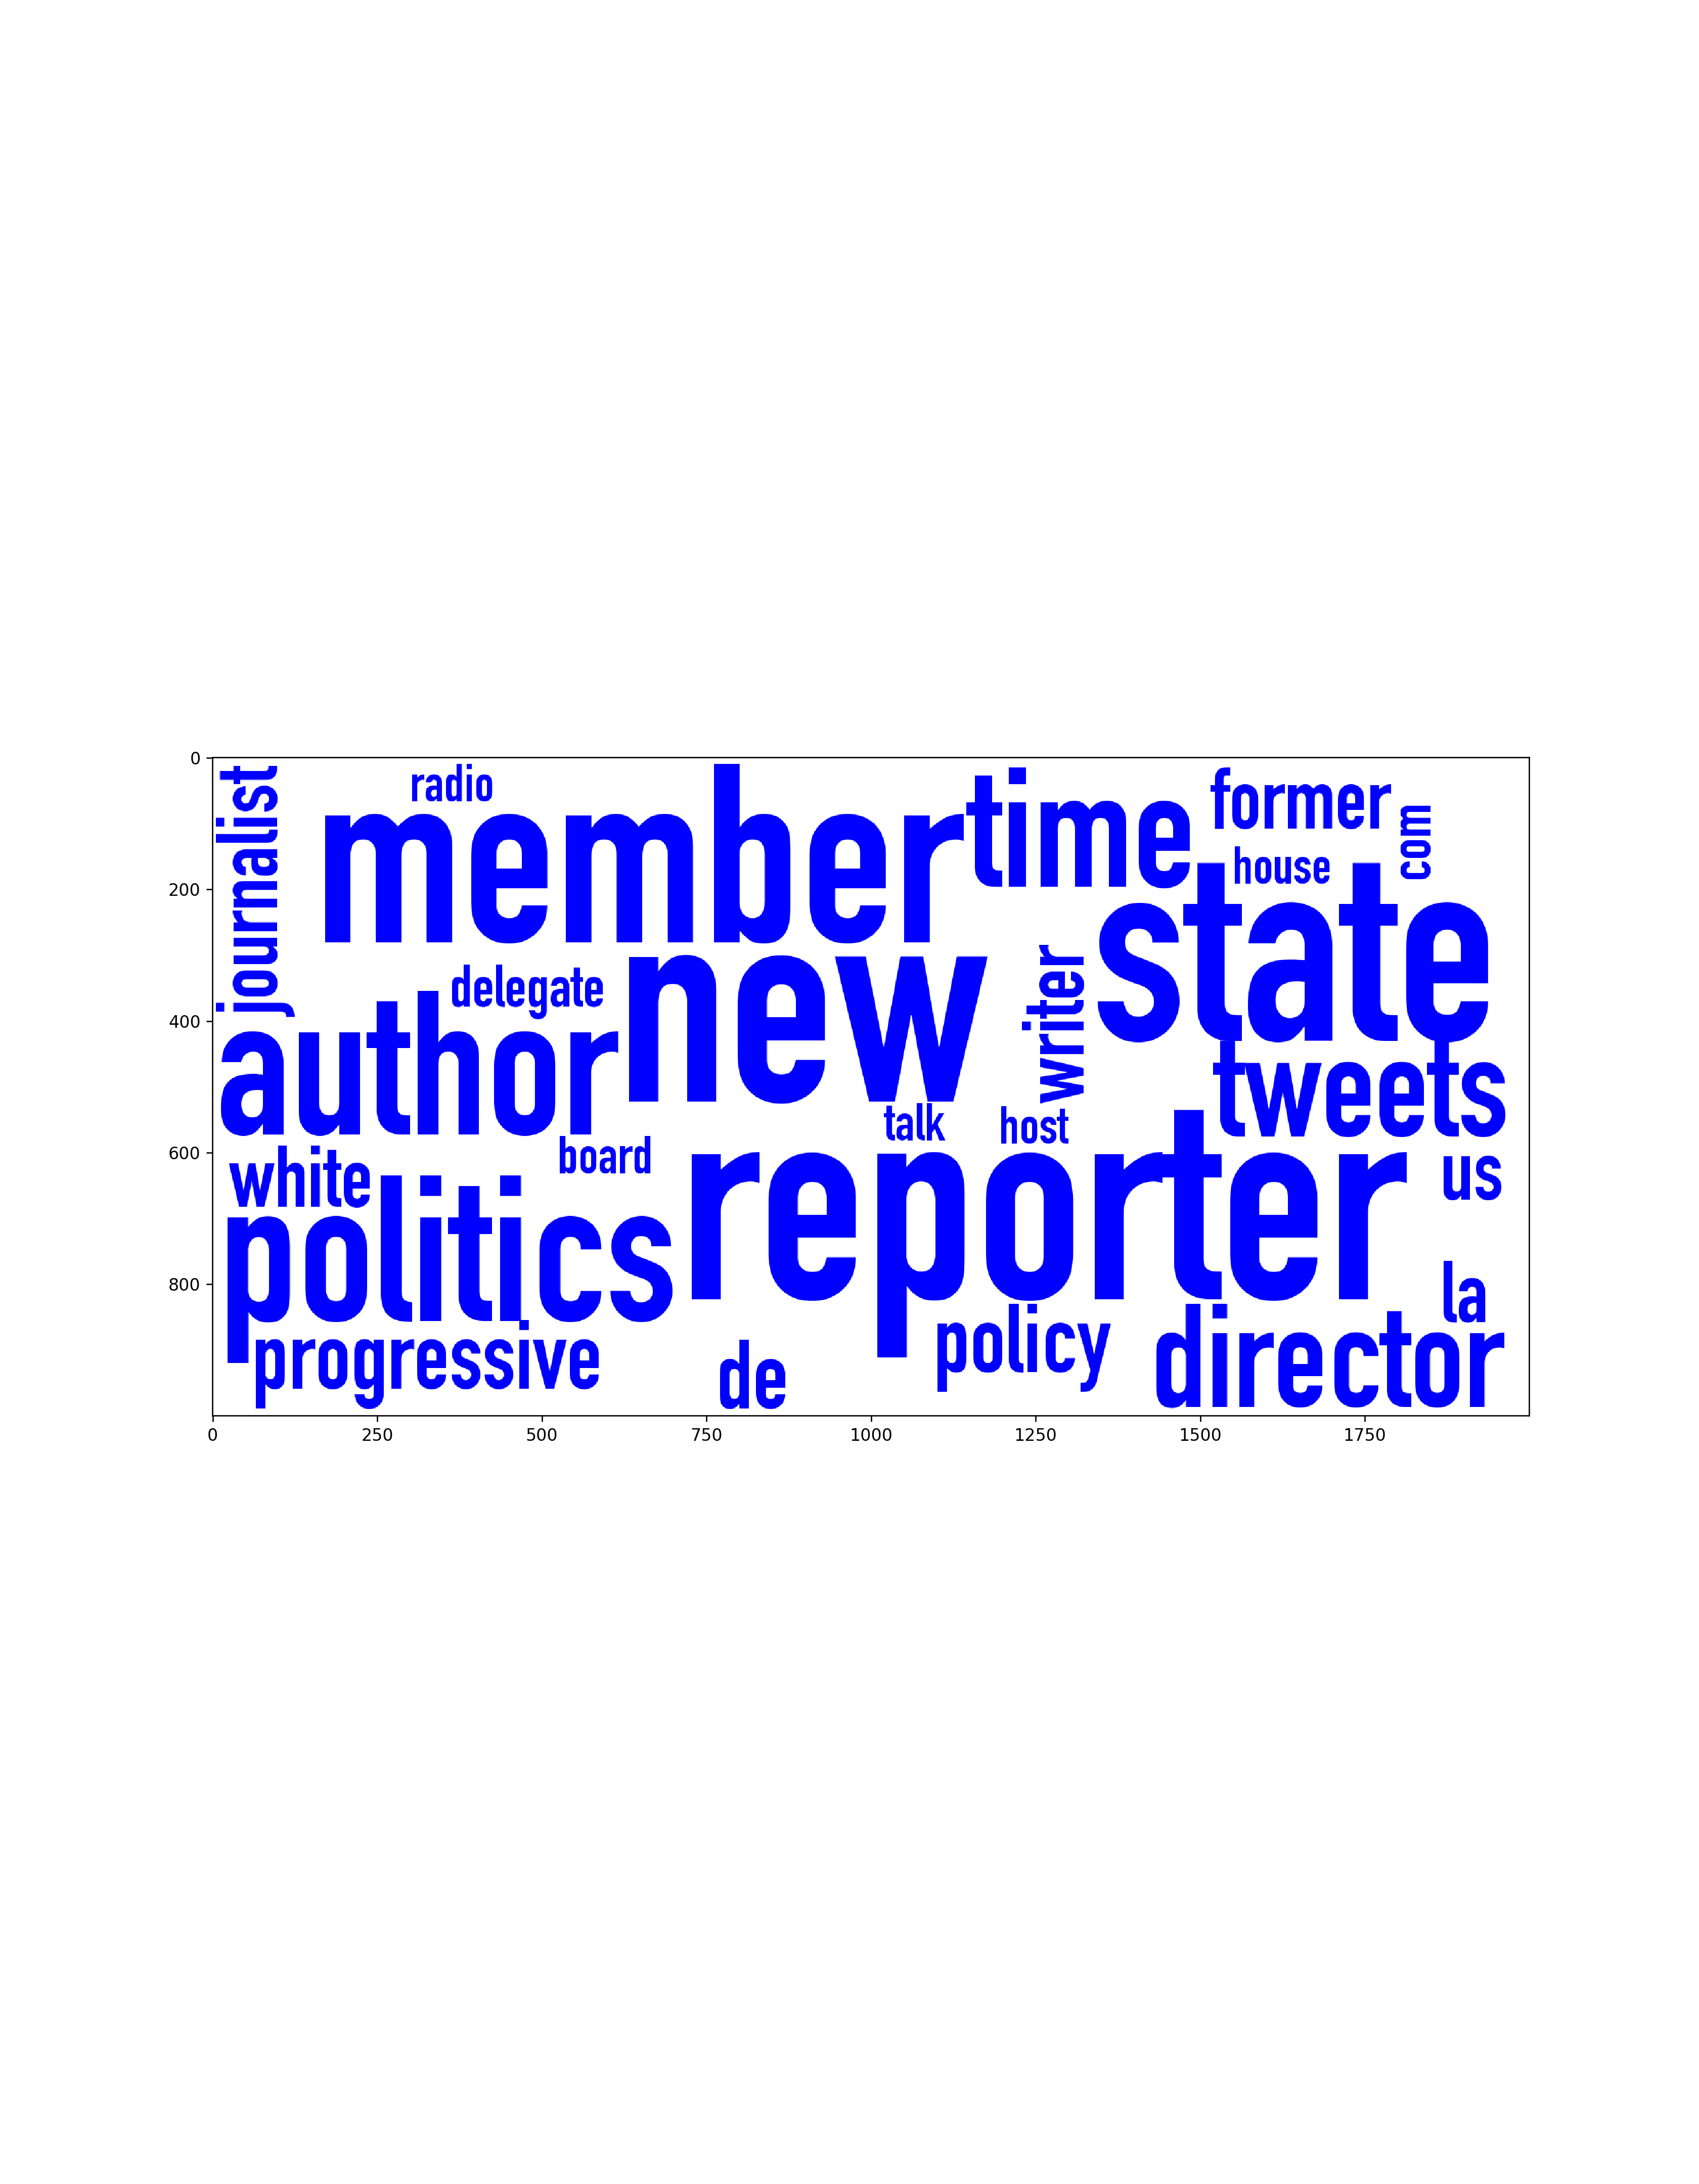 0
200
400
600
800
journalist
radio
member
time
former
com
house
state
delegate
new
writer
author
tweets
talk
host
board
white
reporter
us
politics
la
progressive
de
policy
director
0 250 500 750 1000 1250 1500 1750